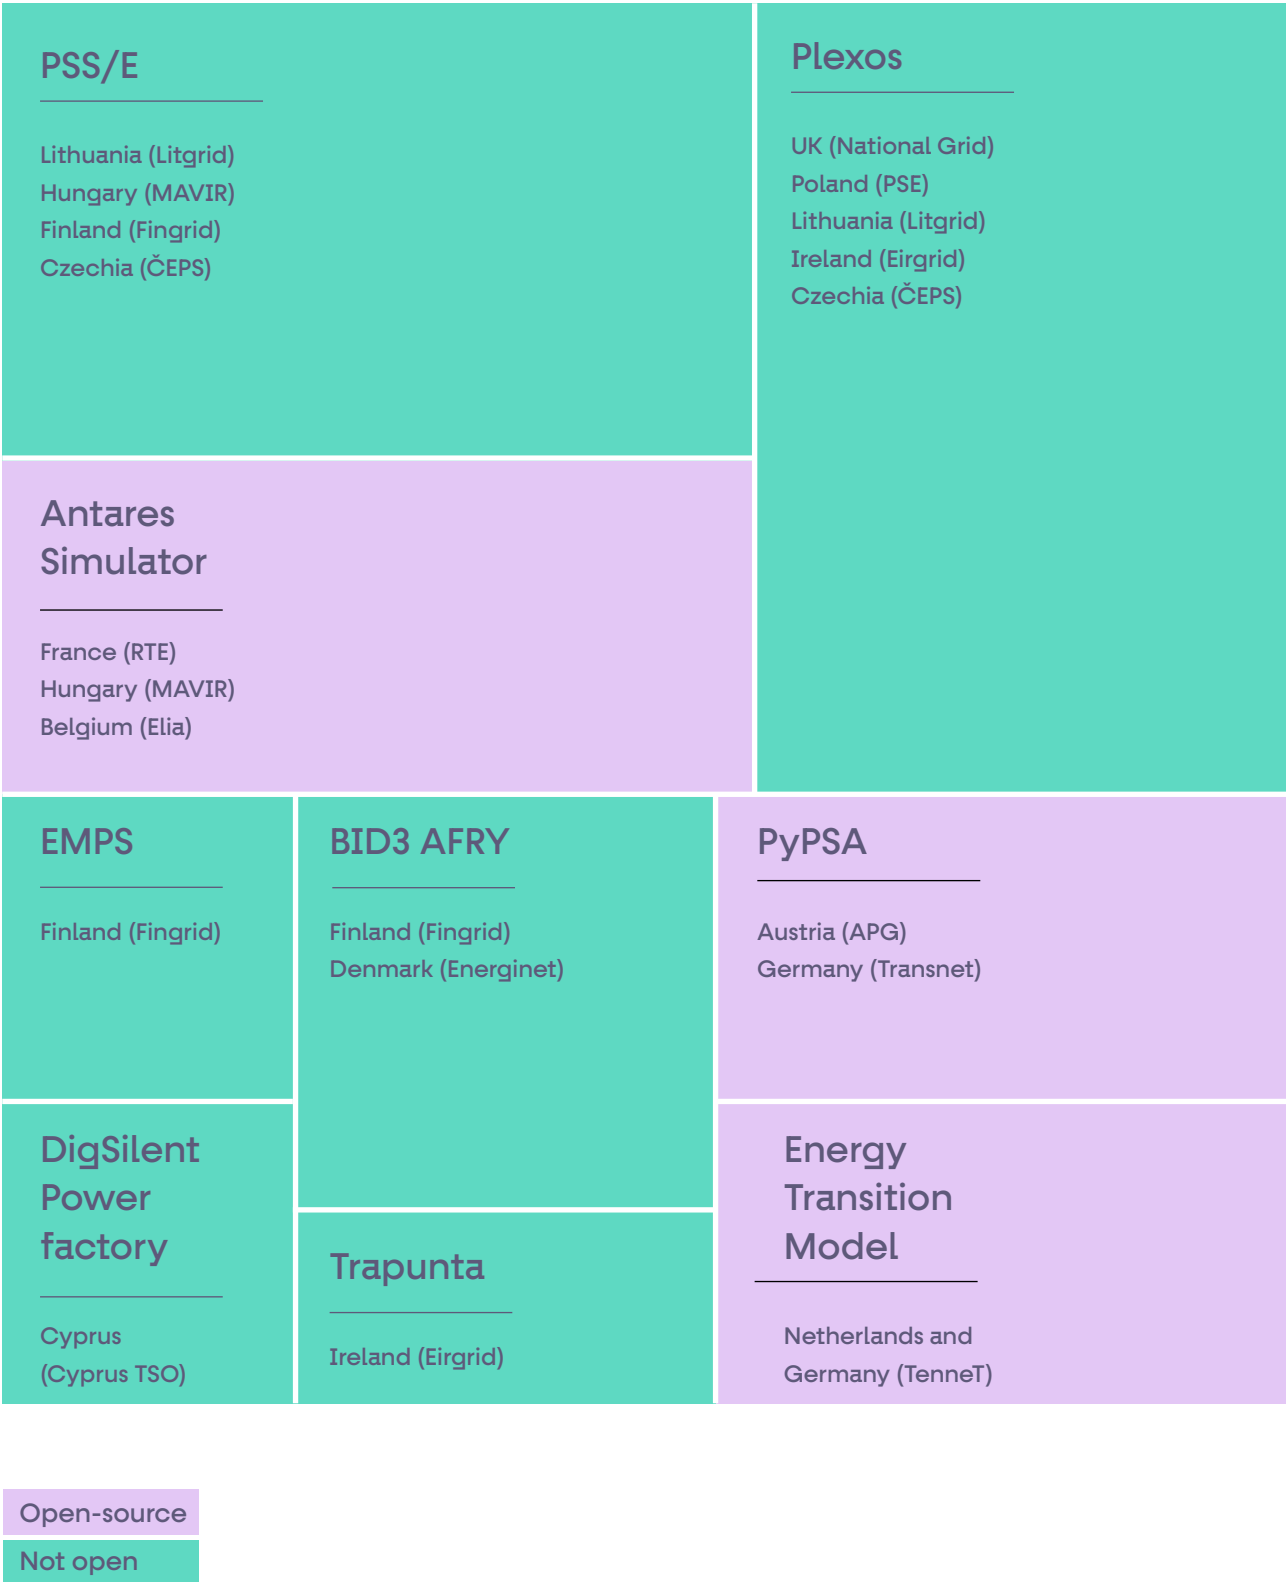 PSS/E
Lithuania (Litgrid)
Hungary (MAVIR)
Finland (Fingrid)
Czechia (ČEPS)
Plexos
UK (National Grid)
Poland (PSE)
Lithuania (Litgrid)
Ireland (Eirgrid)
Czechia (ČEPS)
Antares
Simulator
France (RTE)
Hungary (MAVIR)
Belgium (Elia)
EMPS
Finland (Fingrid)
BID3 AFRY
Finland (Fingrid)
Denmark (Energinet)
PyPSA
Austria (APG)
Germany (Transnet)
DigSilent
Power
factory
Cyprus
(Cyprus TSO)
Trapunta
Ireland (Eirgrid)
Energy
Transition
Model
Netherlands and
Germany (TenneT)
Open-source
Not open